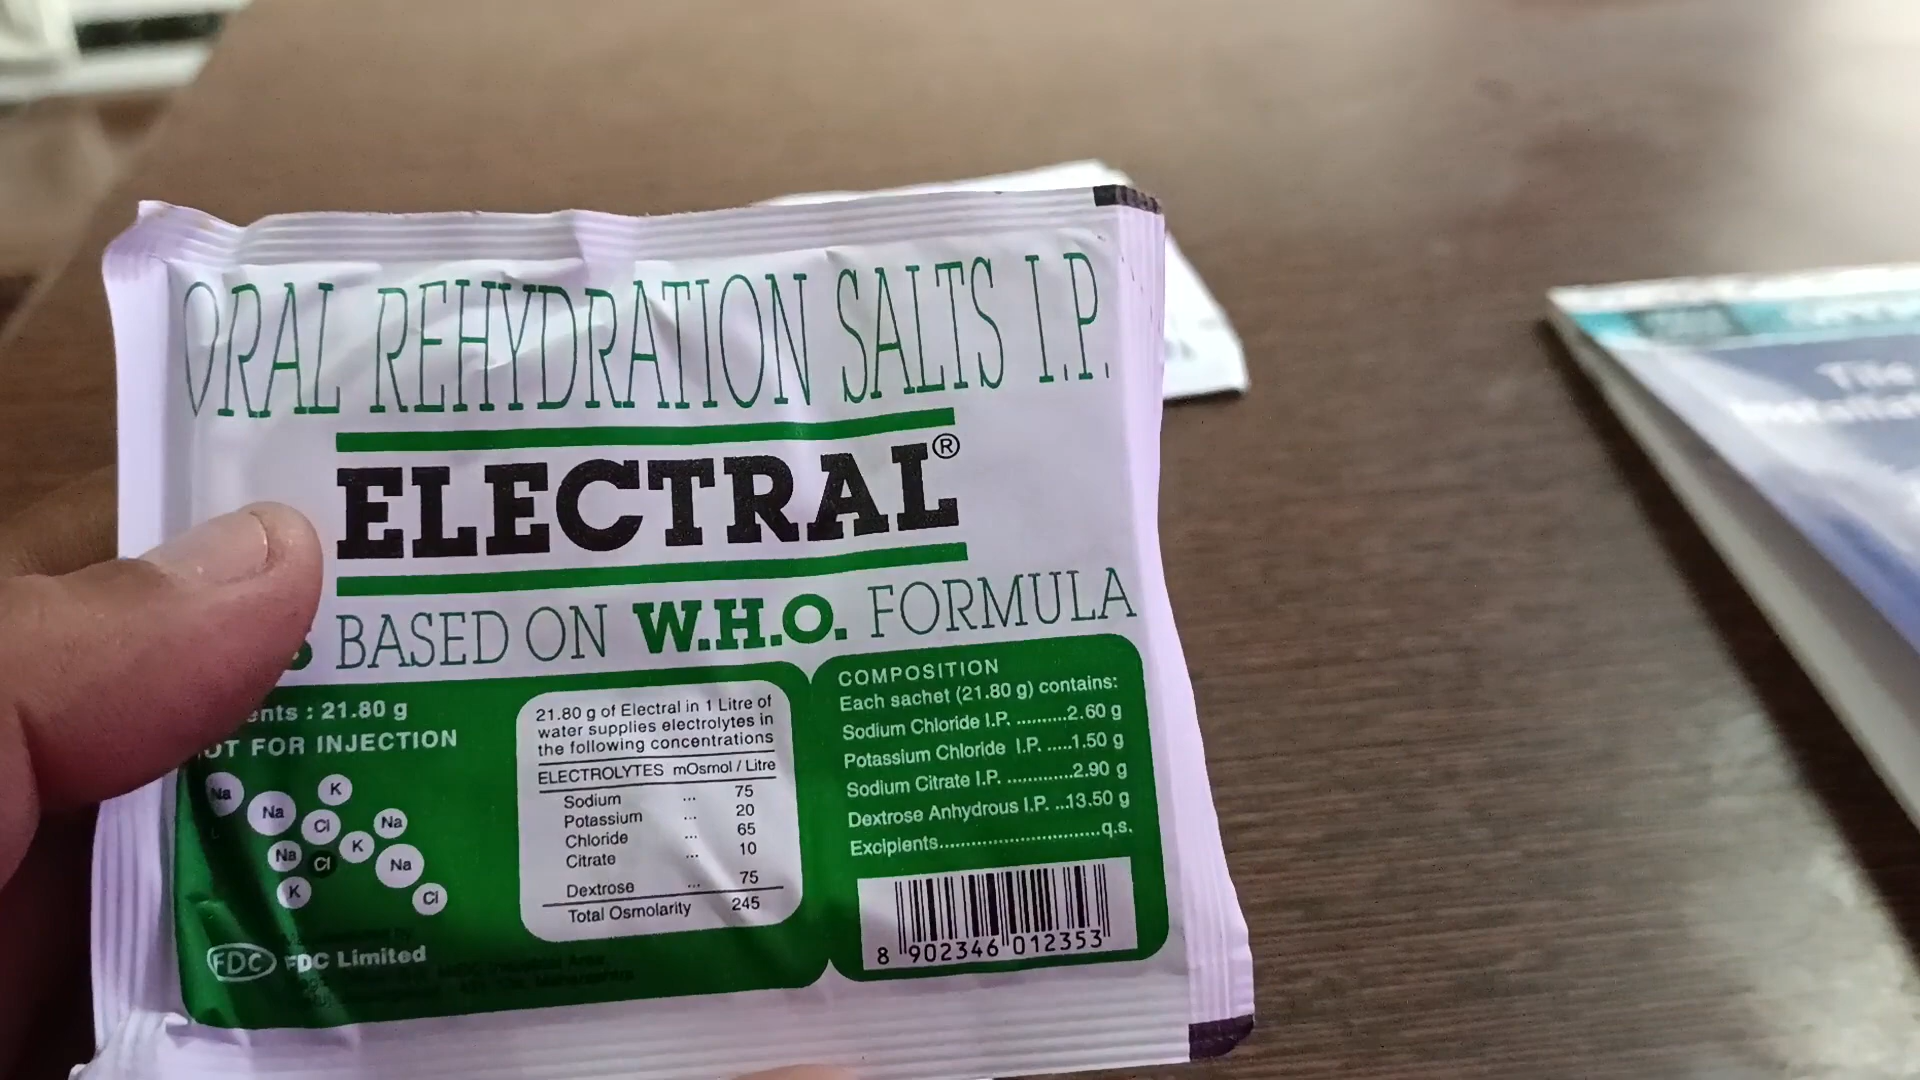 ORAL REHYDRATION SALTS I.P.
ELECTRAL®
BASED ON W.H.O. FORMULA
: 21.80 g
FOR INJECTION
Na
Na
K
Cl
Na
K
Na
Cl
Na
K
Cl
FDC
FDC Limited
21.80 g of Electral in 1 Litre of
water supplies electrolytes in
the following concentrations
ELECTROLYTES mOsmol / Litre
Sodium ... 75
Potassium ... 20
Chloride ... 65
Citrate ... 10
Dextrose ... 75
Total Osmolarity 245
COMPOSITION
Each sachet (21.80 g) contains:
Sodium Chloride I.P. ..........2.60 g
Potassium Chloride I.P. .....1.50 g
Sodium Citrate I.P. ............2.90 g
Dextrose Anhydrous I.P. ...13.50 g
Excipients..............................q.s.
8 902346 012353